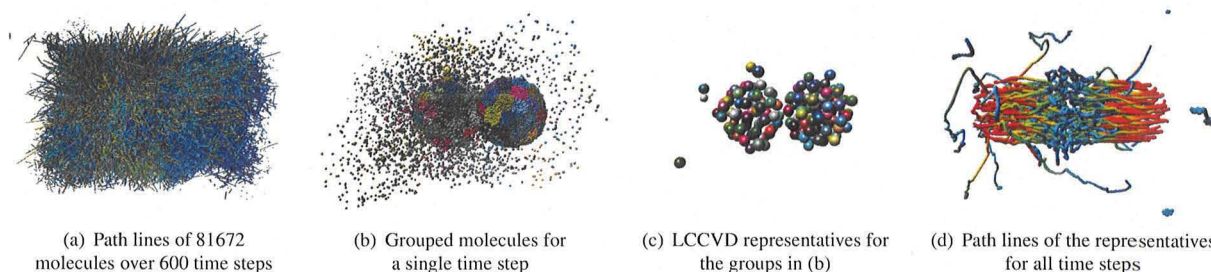 (a) Path lines of 81672
molecules over 600 time steps
(b) Grouped molecules for
a single time step
(c) LCCVD representatives for
the groups in (b)
(d) Path lines of the representatives
for all time steps